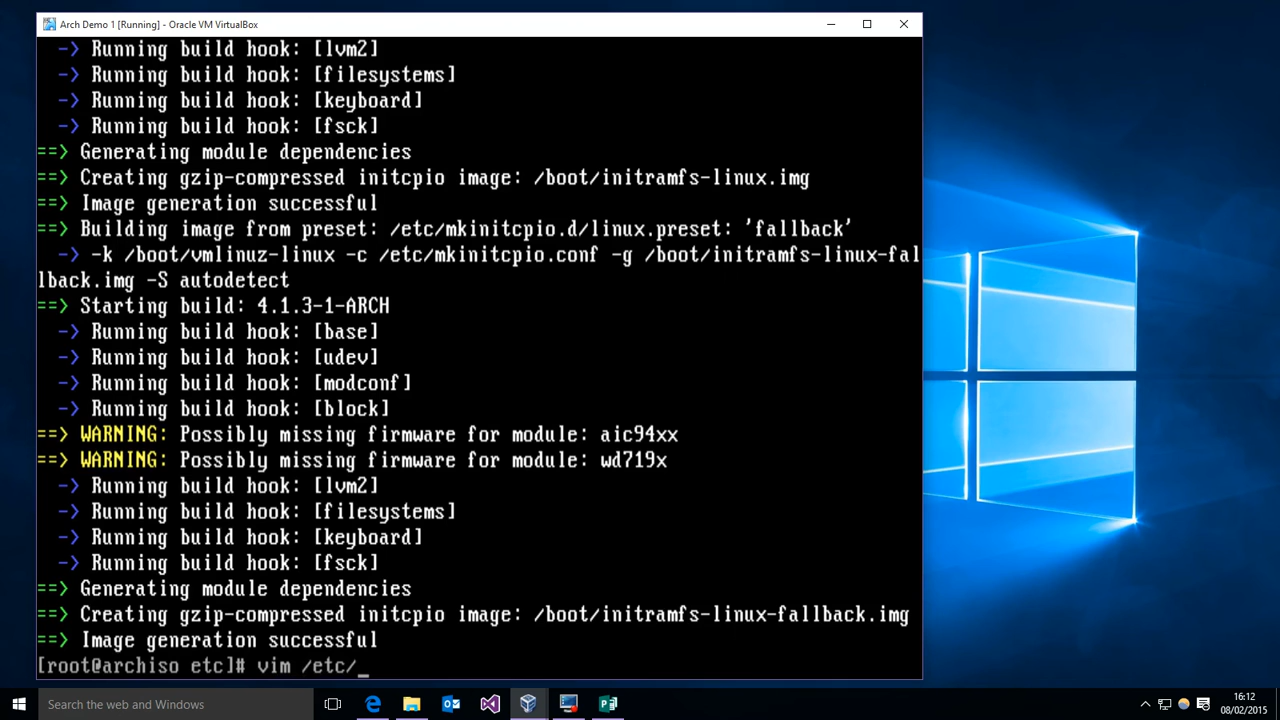 Arch Demo 1 [Running] - Oracle VM VirtualBox
-> Running build hook: [lvm2]
-> Running build hook: [filesystems]
-> Running build hook: [keyboard]
-> Running build hook: [fsck]
==> Generating module dependencies
==> Creating gzip-compressed initcpio image: /boot/initramfs-linux.img
==> Image generation successful
==> Building image from preset: /etc/mkinitcpio.d/linux.preset: 'fallback'
-> -k /boot/vmlinuz-linux -c /etc/mkinitcpio.conf -g /boot/initramfs-linux-fal
lback.img -S autodetect
==> Starting build: 4.1.3-1-ARCH
-> Running build hook: [base]
-> Running build hook: [udev]
-> Running build hook: [modconf]
-> Running build hook: [block]
==> WARNING: Possibly missing firmware for module: aic94xx
==> WARNING: Possibly missing firmware for module: wd719x
-> Running build hook: [lvm2]
-> Running build hook: [filesystems]
-> Running build hook: [keyboard]
-> Running build hook: [fsck]
==> Generating module dependencies
==> Creating gzip-compressed initcpio image: /boot/initramfs-linux-fallback.img
==> Image generation successful
[root@archiso etc]# vim /etc/_
Search the web and Windows
16:12
08/02/2015